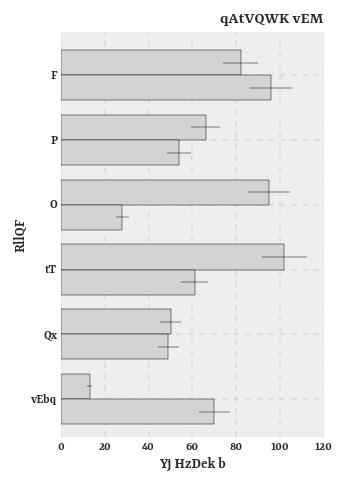 qAtVQWK vEM
F
P
O
tT
Qx
vEbq
RllQF
0 20 40 60 80 100 120
Yj HzDek b